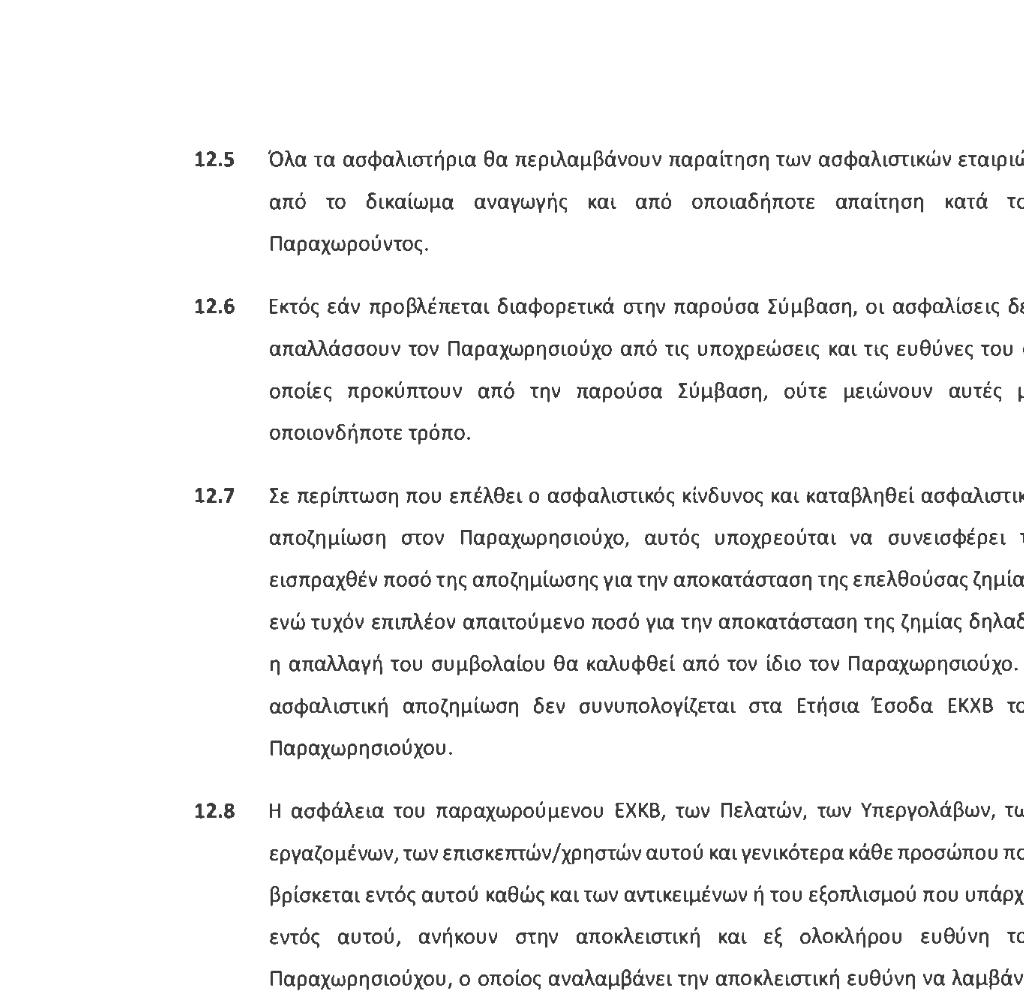 12.5 Όλα τα ασφαλιστήρια θα περιλαμβάνουν παραίτηση των ασφαλιστικών εταιριώ
από το δικαίωμα αναγωγής και από οποιαδήποτε απαίτηση κατά το
Παραχωρούντος.
12.6 Εκτός εάν προβλέπεται διαφορετικά στην παρούσα Σύμβαση, οι ασφαλίσεις δε
απαλλάσσουν τον Παραχωρησιούχο από τις υποχρεώσεις και τις ευθύνες του
οποίες προκύπτουν από την παρούσα Σύμβαση, ούτε μειώνουν αυτές μ
οποιονδήποτε τρόπο.
12.7 Σε περίπτωση που επέλθει ο ασφαλιστικός κίνδυνος και καταβληθεί ασφαλιστικ
αποζημίωση στον Παραχωρησιούχο, αυτός υποχρεούται να συνεισφέρει τ
εισπραχθέν ποσό της αποζημίωσης για την αποκατάσταση της επελθούσας ζημία
ενώ τυχόν επιπλέον απαιτούμενο ποσό για την αποκατάσταση της ζημίας δηλαδ
η απαλλαγή του συμβολαίου θα καλυφθεί από τον ίδιο τον Παραχωρησιούχο.
ασφαλιστική αποζημίωση δεν συνυπολογίζεται στα Ετήσια Έσοδα ΕΚΧΒ το
Παραχωρησιούχου.
12.8 Η ασφάλεια του παραχωρούμενου ΕΧΚΒ, των Πελατών, των Υπεργολάβων, τω
εργαζομένων, των επισκεπτών/χρηστών αυτού και γενικότερα κάθε προσώπου πο
βρίσκεται εντός αυτού καθώς και των αντικειμένων ή του εξοπλισμού που υπάρχ
εντός αυτού, ανήκουν στην αποκλειστική και εξ ολοκλήρου ευθύνη το
Παραχωρησιούχου, ο οποίος αναλαμβάνει την αποκλειστική ευθύνη να λαμβάν